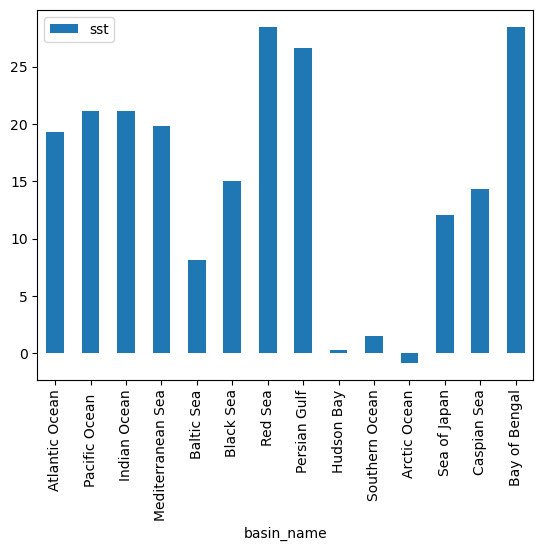 sst
25
20
15
10
5
0
Atlantic Ocean
Pacific Ocean
Indian Ocean
Mediterranean Sea
Baltic Sea
Black Sea
Red Sea
Persian Gulf
Hudson Bay
Southern Ocean
Arctic Ocean
Sea of Japan
Caspian Sea
Bay of Bengal
basin_name